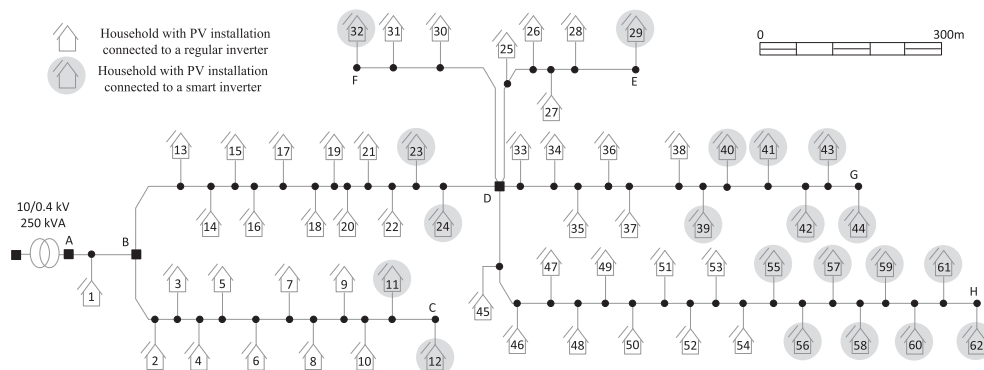 Household with PV installation
connected to a regular inverter
Household with PV installation
connected to a smart inverter
32 31 30 25 26 28 29
0 300m
F E
27
13 15 17 19 21 23 33 34 36 38 40 41 43
D G
10/0.4 kV
250 kVA
14 16 18 20 22 24 35 37 39 42 44
A B
1
3 5 7 9 11 47 49 51 53 55 57 59 61
45
C H
2 4 6 8 10 12 46 48 50 52 54 56 58 60 62